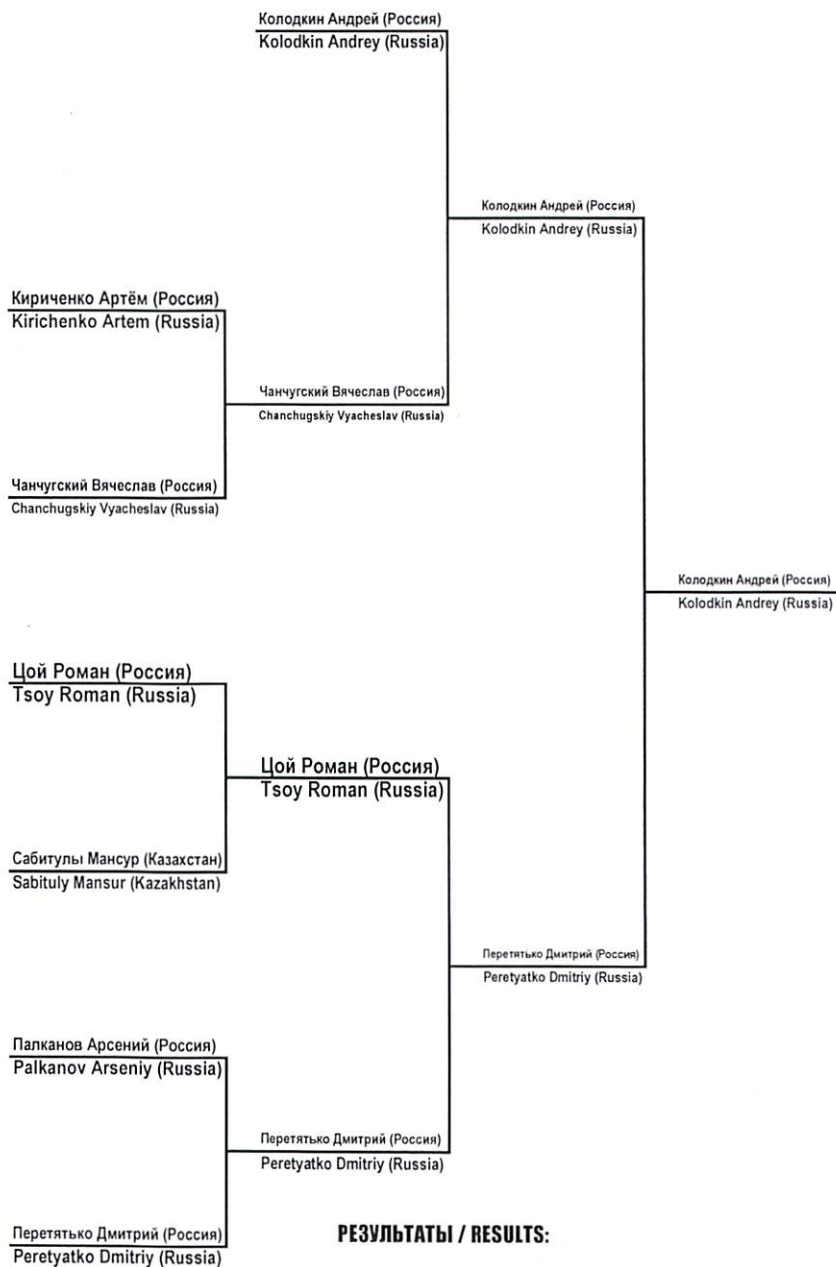 Колодкин Андрей (Россия)
Kolodkin Andrey (Russia)
Колодкин Андрей (Россия)
Kolodkin Andrey (Russia)
Кириченко Артём (Россия)
Kirichenko Artem (Russia)
Чанчугский Вячеслав (Россия)
Chanchugskiy Vyacheslav (Russia)
Чанчугский Вячеслав (Россия)
Chanchugskiy Vyacheslav (Russia)
Колодкин Андрей (Россия)
Kolodkin Andrey (Russia)
Цой Роман (Россия)
Tsoy Roman (Russia)
Цой Роман (Россия)
Tsoy Roman (Russia)
Сабитулы Мансур (Казахстан)
Sabituly Mansur (Kazakhstan)
Перетятько Дмитрий (Россия)
Peretyatko Dmitriy (Russia)
Палканов Арсений (Россия)
Palkanov Arseniy (Russia)
Перетятько Дмитрий (Россия)
Peretyatko Dmitriy (Russia)
Перетятько Дмитрий (Россия)
Peretyatko Dmitriy (Russia)
РЕЗУЛЬТАТЫ / RESULTS: